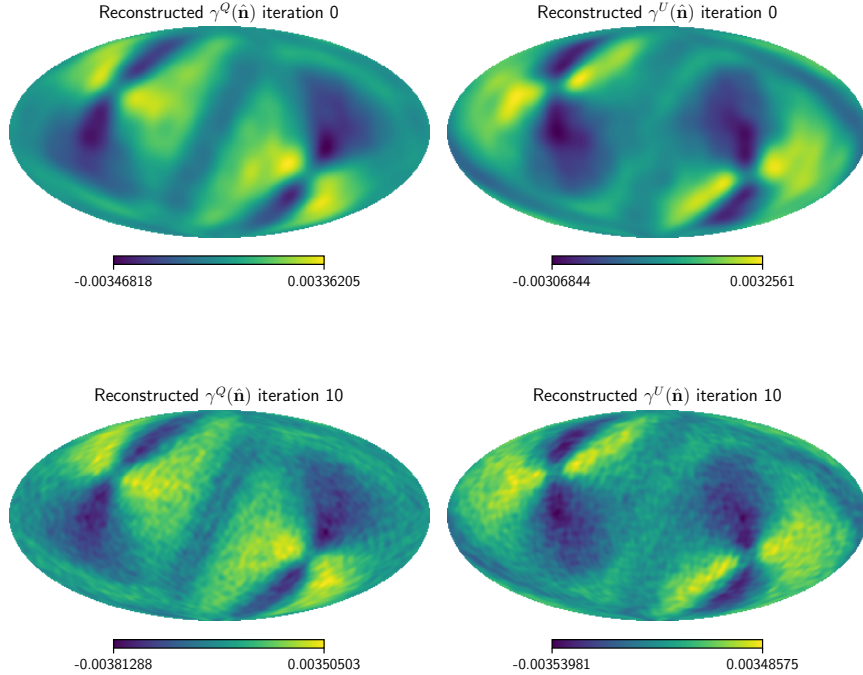 Reconstructed γ^Q(n̂) iteration 0
Reconstructed γ^U(n̂) iteration 0
-0.00346818 0.00336205
-0.00306844 0.0032561
Reconstructed γ^Q(n̂) iteration 10
Reconstructed γ^U(n̂) iteration 10
-0.00381288 0.00350503
-0.00353981 0.00348575